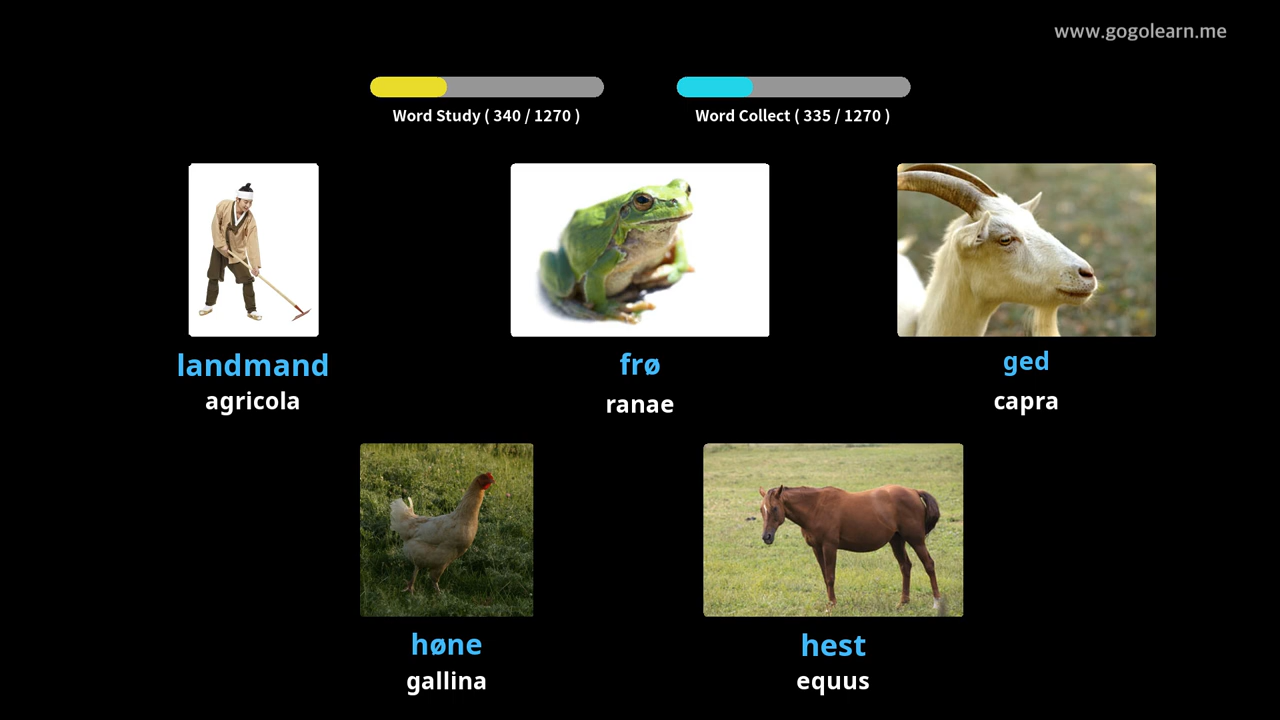 www.gogolearn.me
Word Study ( 340 / 1270 )
Word Collect ( 335 / 1270 )
landmand
agricola
frø
ranae
ged
capra
høne
gallina
hest
equus